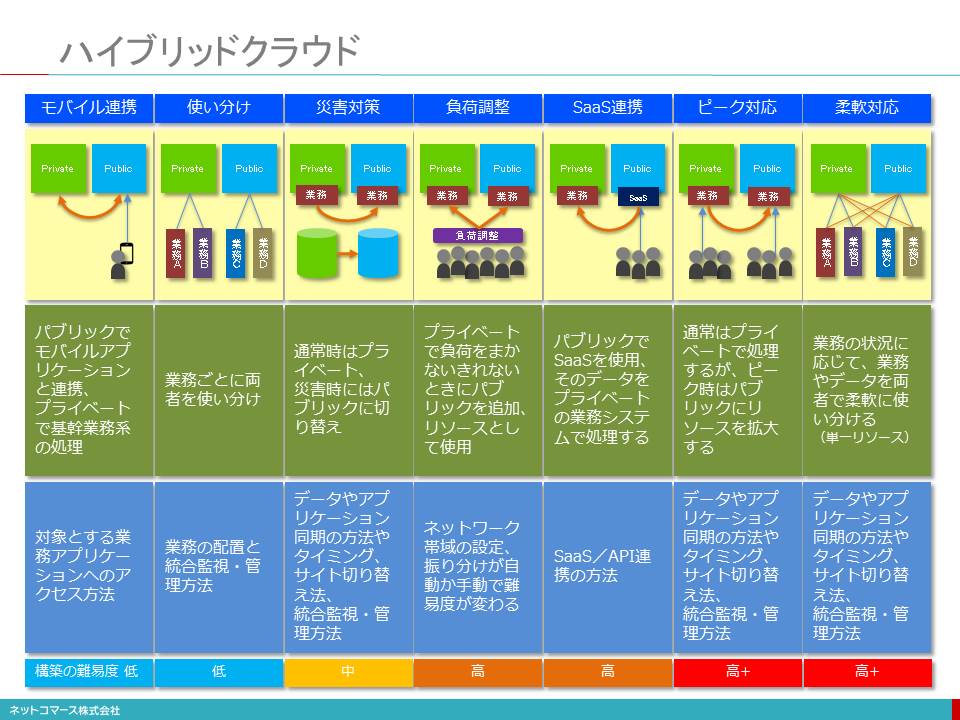 ハイブリッドクラウド
モバイル連携
使い分け
災害対策
負荷調整
SaaS連携
ピーク対応
柔軟対応
Private
Public
Private
Public
Private
Public
Private
Public
Private
Public
Private
Public
Private
Public
業務
業務
業務
業務
業務
SaaS
業務
業務
業務A
業務B
業務C
業務D
負荷調整
業務A
業務B
業務C
業務D
パブリックで
モバイルアプ
リケーション
と連携、
プライベート
で基幹業務系
の処理
業務ごとに両
者を使い分け
通常時はプラ
イベート、
災害時にはパ
ブリックに切
り替え
プライベート
で負荷をまか
ないきれない
ときにパブ
リックを追加、
リソースとし
て使用
パブリックで
SaaSを使用、
そのデータを
プライベート
の業務システ
ムで処理する
通常はプライ
ベートで処理
するが、ピー
ク時はパブ
リックにリ
ソースを拡大
する
業務の状況に
応じて、業務
やデータを両
者で柔軟に使
い分ける
（単一リソース）
対象とする業
務アプリケー
ションへのア
クセス方法
業務の配置と
統合監視・管
理方法
データやアプ
リケーション
同期の方法や
タイミング、
サイト切り替
え法、
統合監視・管
理方法
ネットワーク
帯域の設定、
振り分けが自
動か手動で難
易度が変わる
SaaS／API連
携の方法
データやアプ
リケーション
同期の方法や
タイミング、
サイト切り替
え法、
統合監視・管
理方法
データやアプ
リケーション
同期の方法や
タイミング、
サイト切り替
え法、
統合監視・管
理方法
構築の難易度 低
低
中
高
高
高+
高+
ネットコマース株式会社